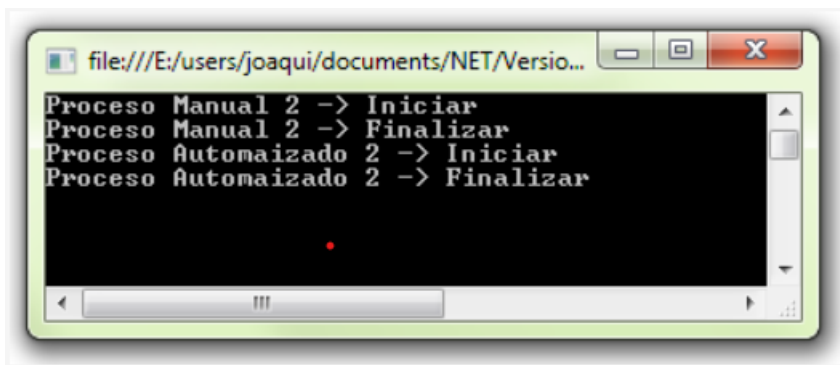 file:///E:/users/joaqui/documents/NET/Versio...
Proceso Manual 2 -> Iniciar
Proceso Manual 2 -> Finalizar
Proceso Automaizado 2 -> Iniciar
Proceso Automaizado 2 -> Finalizar